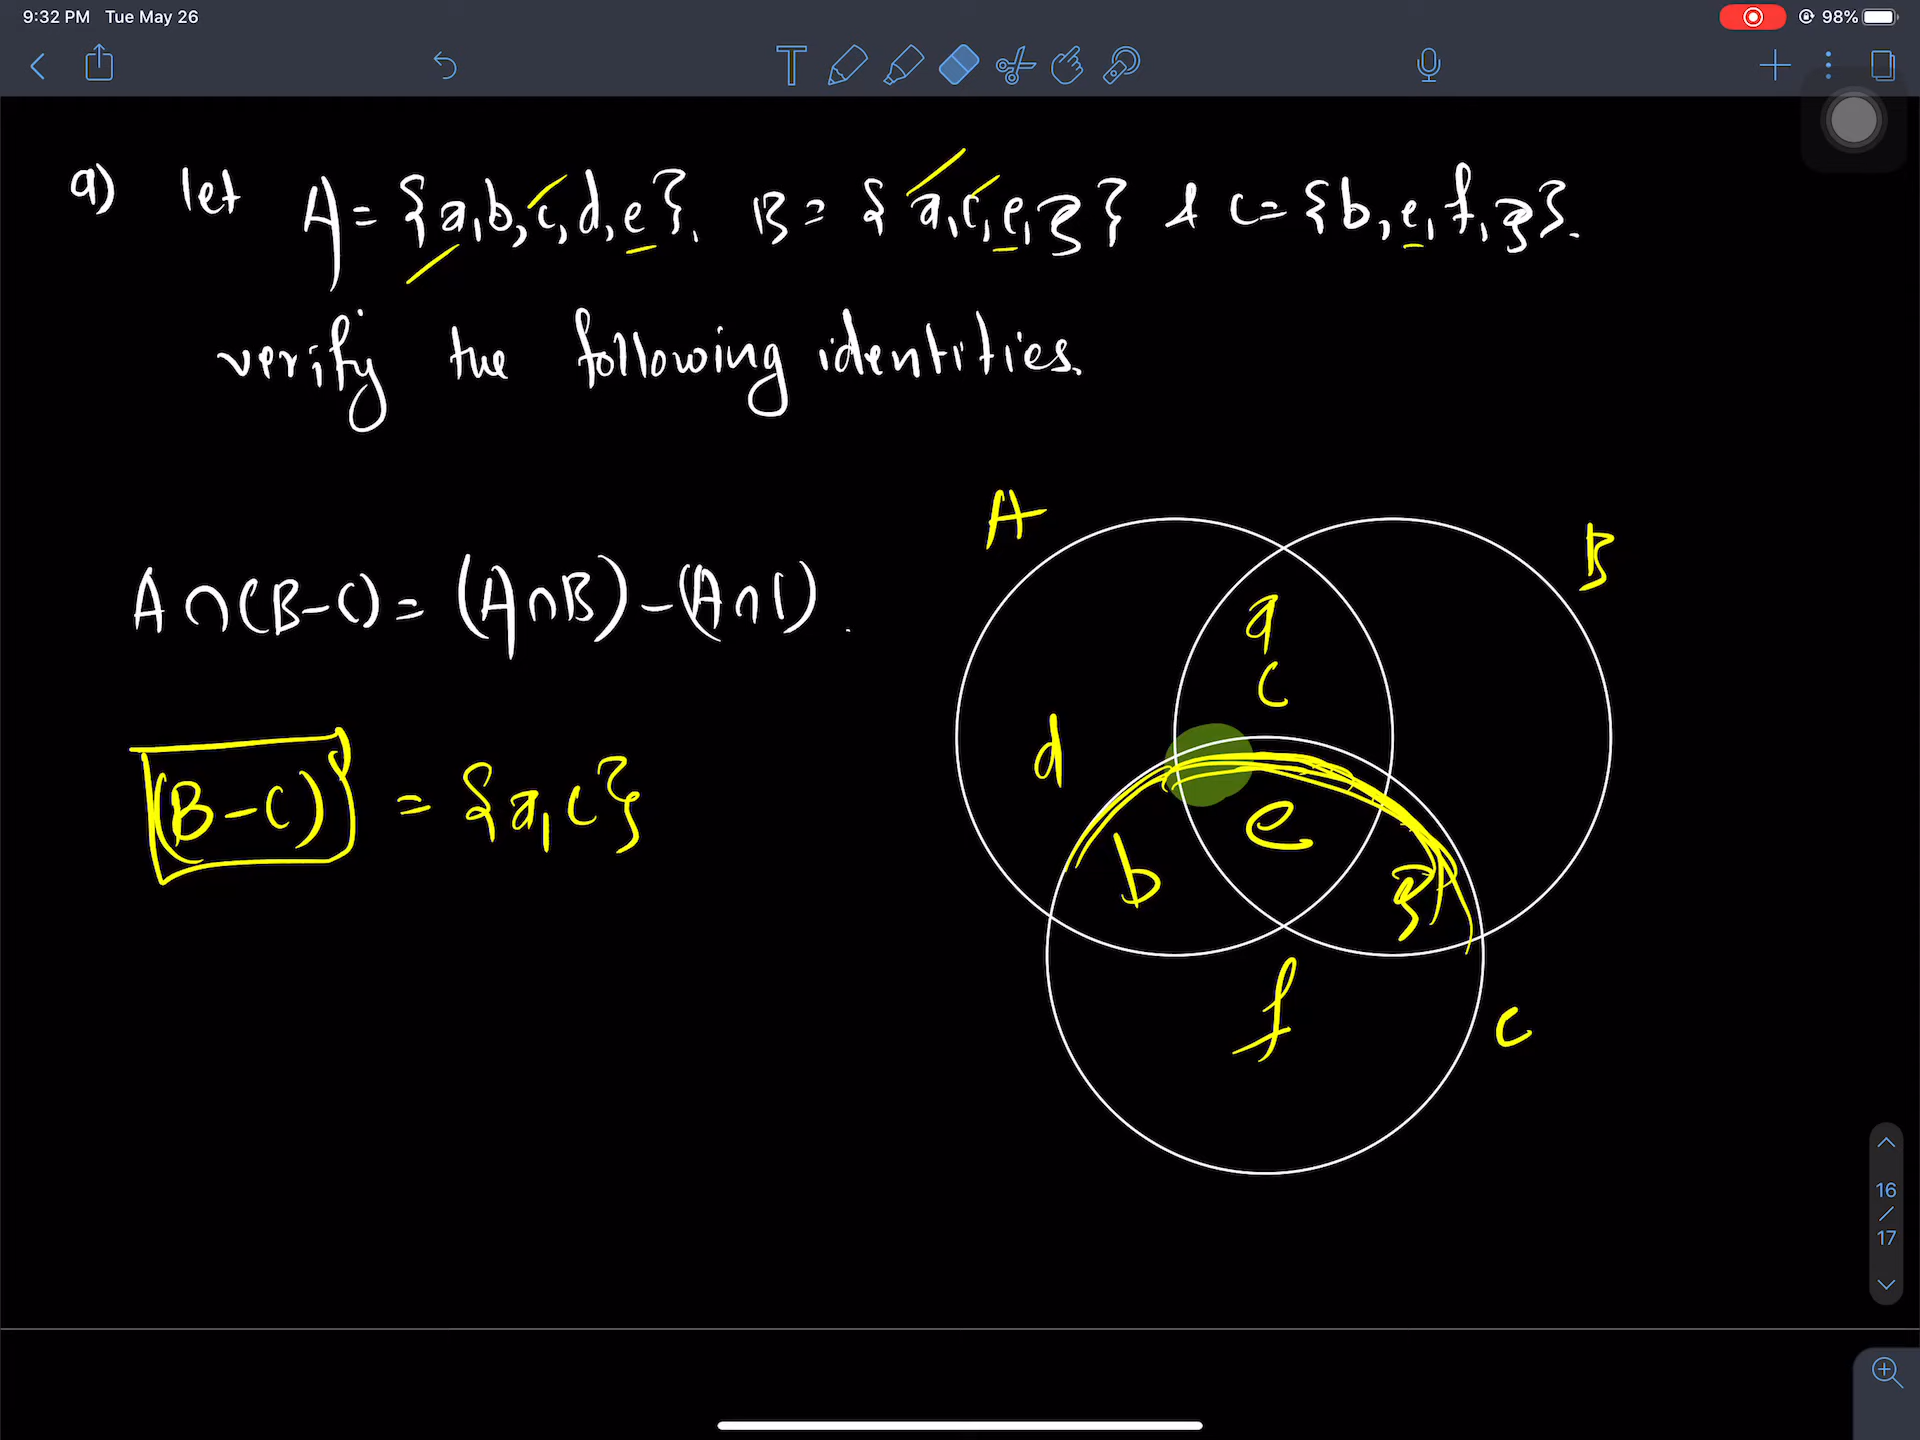 9:32 PM Tue May 26
98%
a) let A = {a, b, c, d, e}. B = {a, c, e, g} & C = {b, e, f, g}.
verify the following identities.
A ∩ (B – C) = (A ∩ B) – (A ∩ C).
(B – C) = {a, c}
A
B
a
c
d
e
b
g
f
C
16
/
17